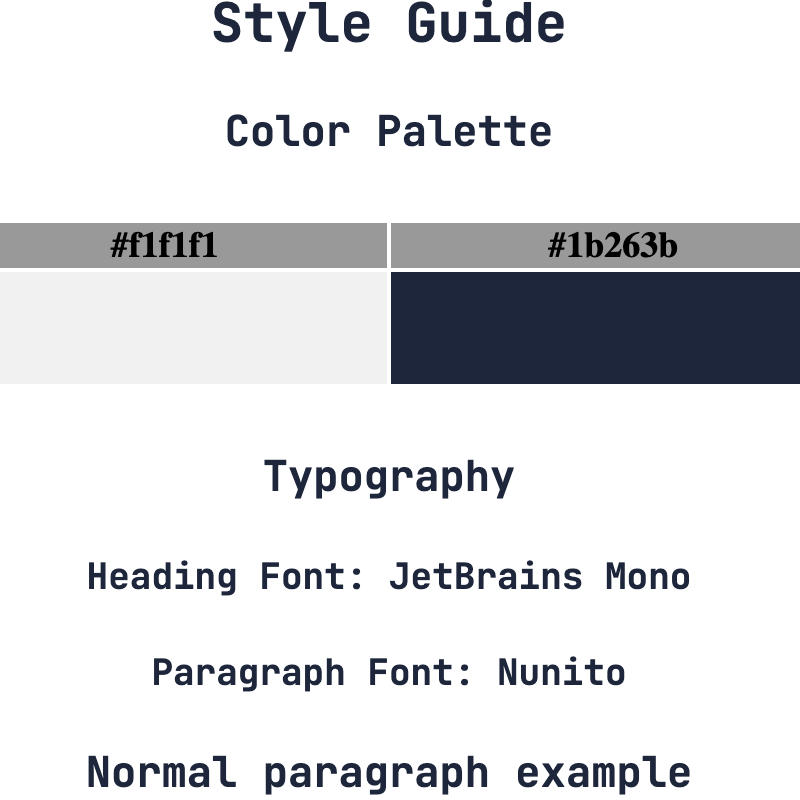 Style Guide
Color Palette
#f1f1f1 #1b263b
Typography
Heading Font: JetBrains Mono
Paragraph Font: Nunito
Normal paragraph example